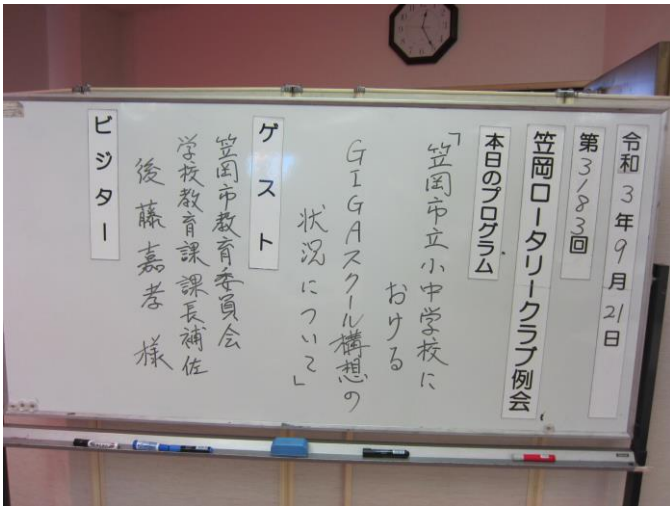 令和3年9月21日
第3183回
笠岡ロータリークラブ例会
本日のプログラム
「笠岡市立小中学校に
おける
GIGAスクール構想の
状況について」
ゲスト
笠岡市教育委員会
学校教育課課長補佐
後藤嘉孝様
ビジター